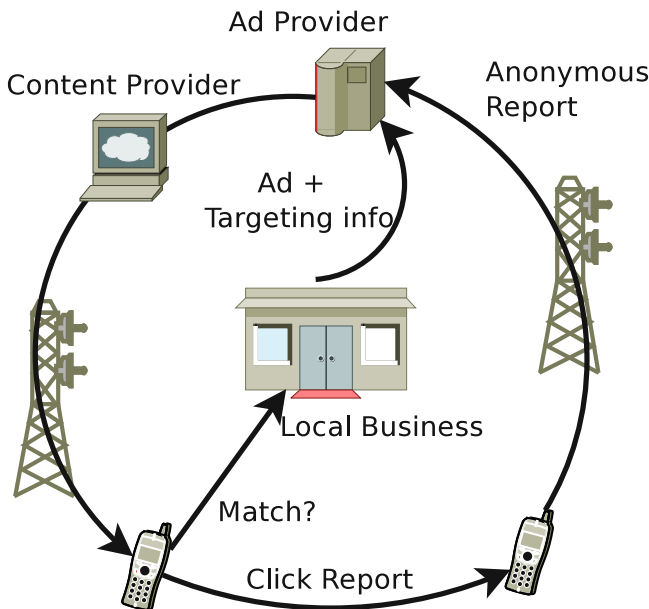 Ad Provider
Content Provider
Anonymous
Report
Ad +
Targeting info
Local Business
Match?
Click Report